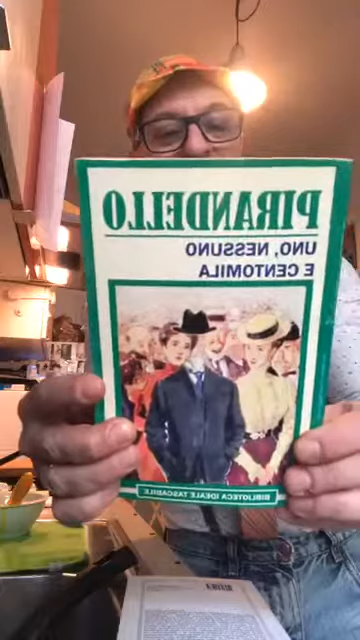 PIRANDELLO
UNO, NESSUNO
E CENTOMILA
BIBLIOTECA IDEALE TASCABILE